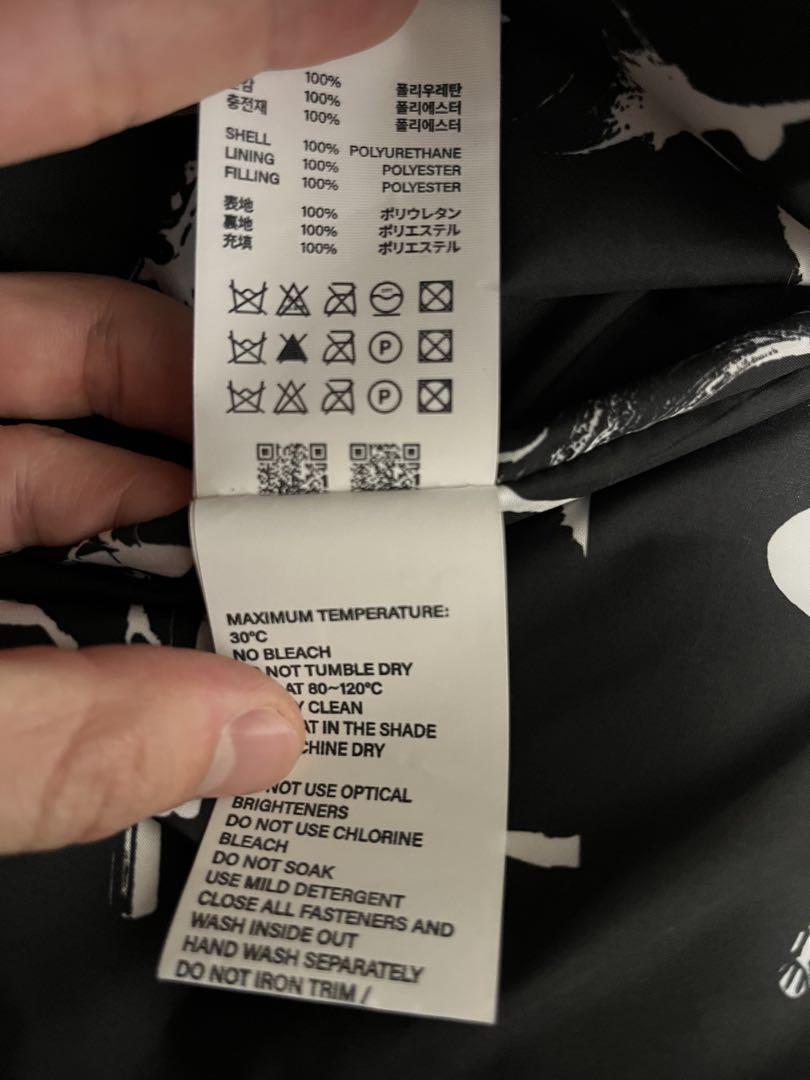 100%
충전재 100% 폴리우레탄
100% 폴리에스터
폴리에스터
SHELL 100% POLYURETHANE
LINING 100% POLYESTER
FILLING 100% POLYESTER
表地 100% ポリウレタン
裏地 100% ポリエステル
充填 100% ポリエステル
P
P
MAXIMUM TEMPERATURE:
30°C
NO BLEACH
NOT TUMBLE DRY
AT 80~120°C
CLEAN
IN THE SHADE
DRY
NOT USE OPTICAL
BRIGHTENERS
DO NOT USE CHLORINE
BLEACH
DO NOT SOAK
USE MILD DETERGENT
CLOSE ALL FASTENERS AND
WASH INSIDE OUT
HAND WASH SEPARATELY
DO NOT IRON TRIM /